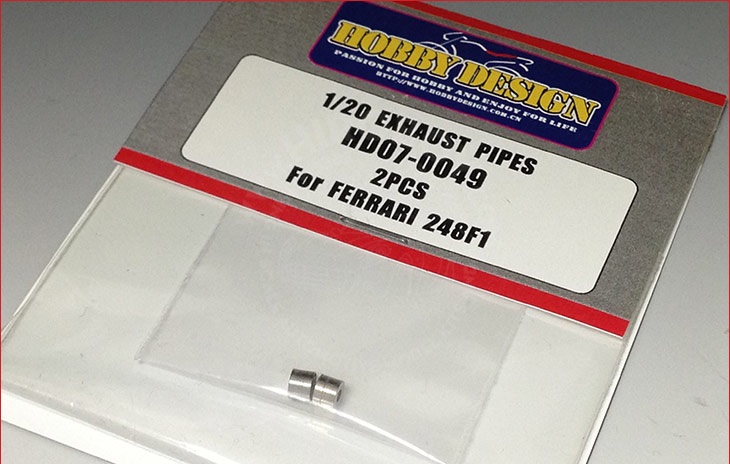 HOBBY DESIGN
PASSION FOR HOBBY AND ENJOY FOR LIFE
HTTP://WWW.HOBBYDESIGN.COM.CN
1/20 EXHAUST PIPES
HD07-0049
2PCS
For FERRARI 248F1